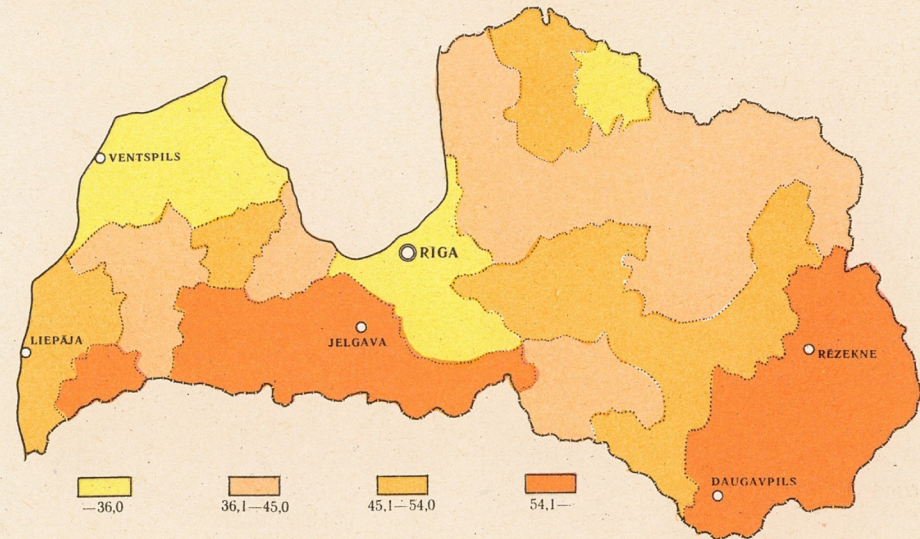 VENTSPILS
RIGA
LIEPĀJA
JELGAVA
RĒZEKNE
DAUGAVPILS
—36,0
36,1—45,0
45,1—54,0
54,1—